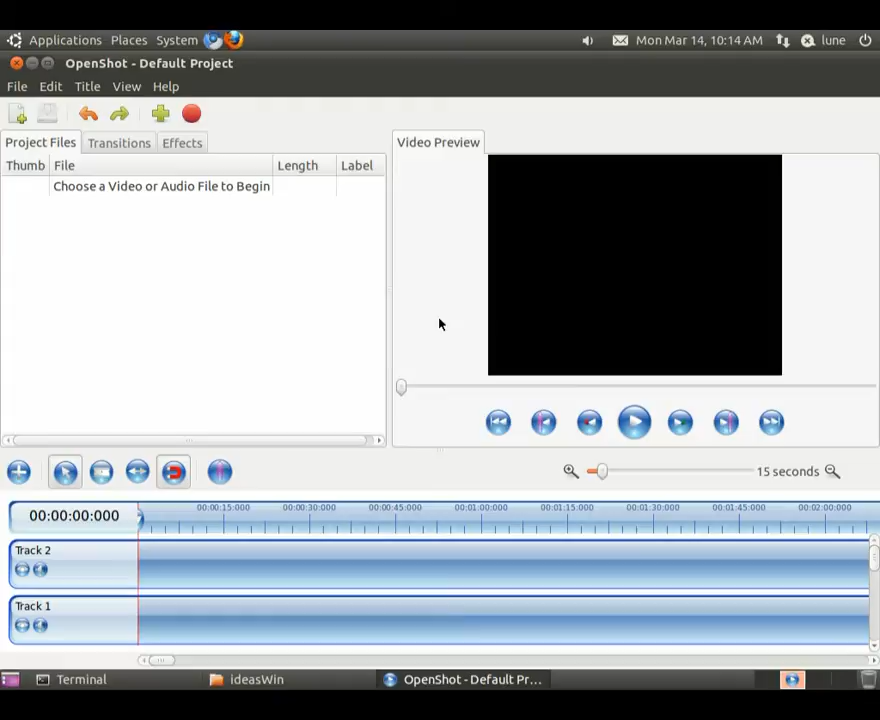 Applications Places System Mon Mar 14, 10:14 AM lune
OpenShot - Default Project
File Edit Title View Help
Project Files Transitions Effects Video Preview
Thumb File Length Label
Choose a Video or Audio File to Begin
15 seconds
00:00:00:000 00:00:15:000 00:00:30:000 00:00:45:000 00:01:00:000 00:01:15:000 00:01:30:000 00:01:45:000 00:02:00:000
Track 2
Track 1
Terminal ideasWin OpenShot - Default Pr...